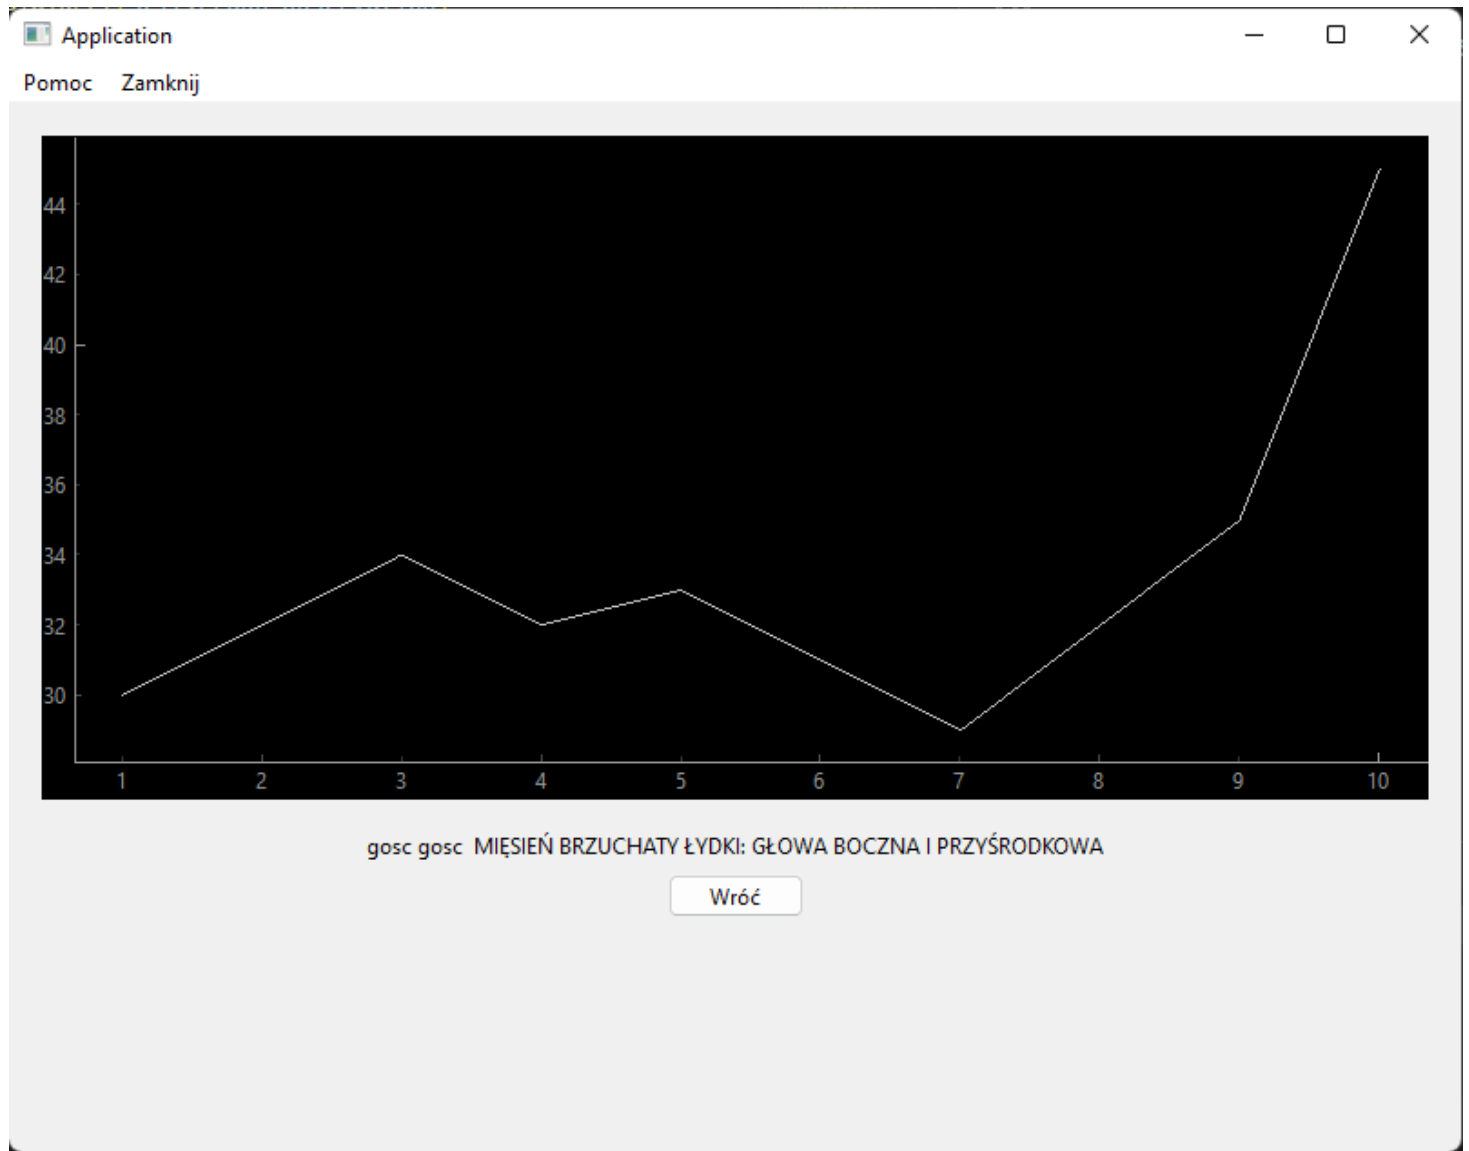 Application
Pomoc Zamknij
44
42
40
38
36
34
32
30
1 2 3 4 5 6 7 8 9 10
gosc gosc MIĘSIEŃ BRZUCHATY ŁYDKI: GŁOWA BOCZNA I PRZYŚRODKOWA
Wróć